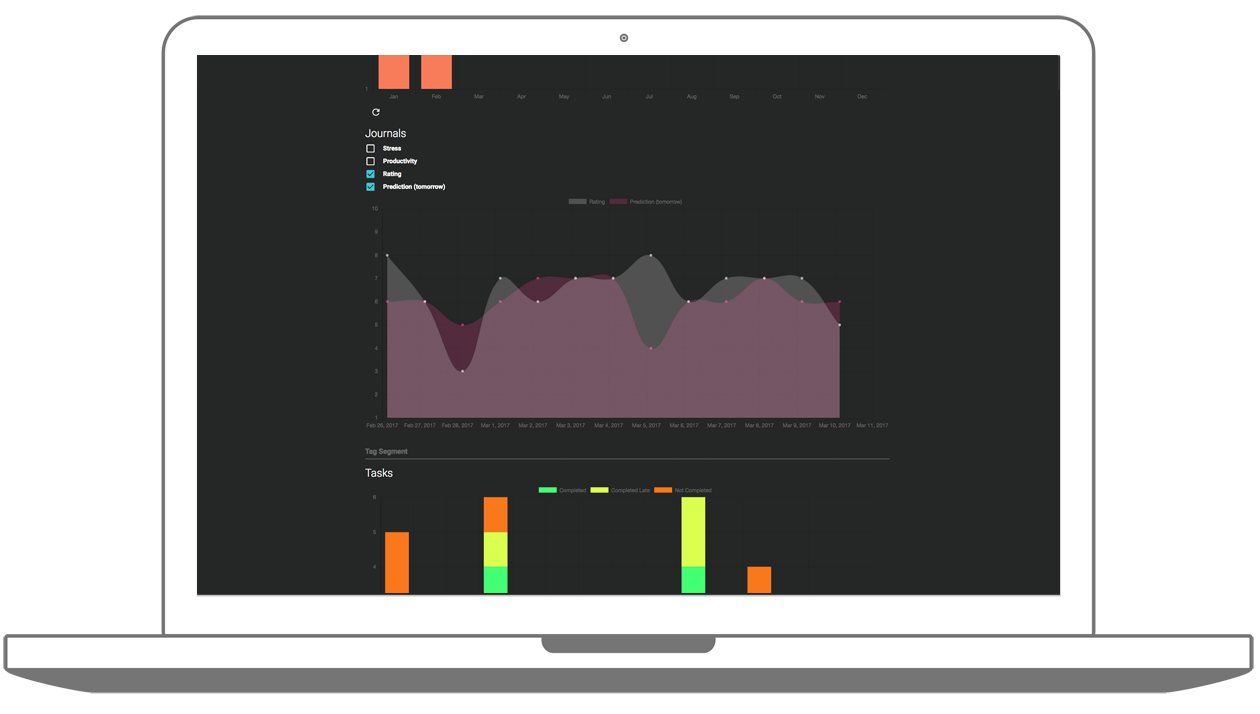 1
Jan Feb Mar Apr May Jun Jul Aug Sep Oct Nov Dec
Journals
Stress
Productivity
Rating
Prediction (tomorrow)
Rating Prediction (tomorrow)
10
9
8
7
6
5
4
3
2
1
Feb 26, 2017 Feb 27, 2017 Feb 28, 2017 Mar 1, 2017 Mar 2, 2017 Mar 3, 2017 Mar 4, 2017 Mar 5, 2017 Mar 6, 2017 Mar 7, 2017 Mar 8, 2017 Mar 9, 2017 Mar 10, 2017 Mar 11, 2017
Tag Segment
Tasks
Completed Completed Late Not Completed
6
5
4